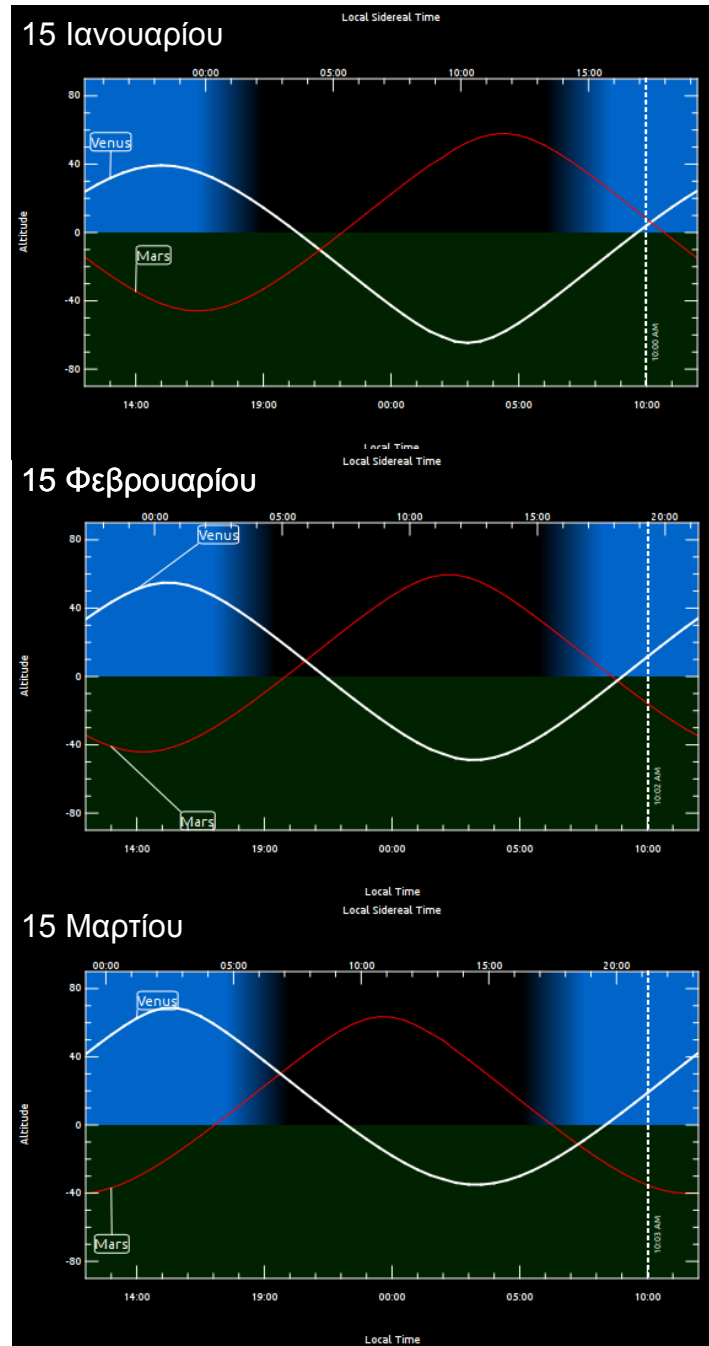 Local Sidereal Time
15 Ιανουαρίου
00:00 05:00 10:00 15:00
80
Venus
40
0
Altitude
Mars
-40
-80
10:00 AM
14:00 19:00 00:00 05:00 10:00
Local Time
Local Sidereal Time
15 Φεβρουαρίου
00:00 05:00 10:00 15:00 20:00
80
Venus
40
0
Altitude
-40
-80
Mars
10:02 AM
14:00 19:00 00:00 05:00 10:00
Local Time
Local Sidereal Time
15 Μαρτίου
00:00 05:00 10:00 15:00 20:00
80
Venus
40
0
Altitude
-40
Mars
-80
10:03 AM
14:00 19:00 00:00 05:00 10:00
Local Time